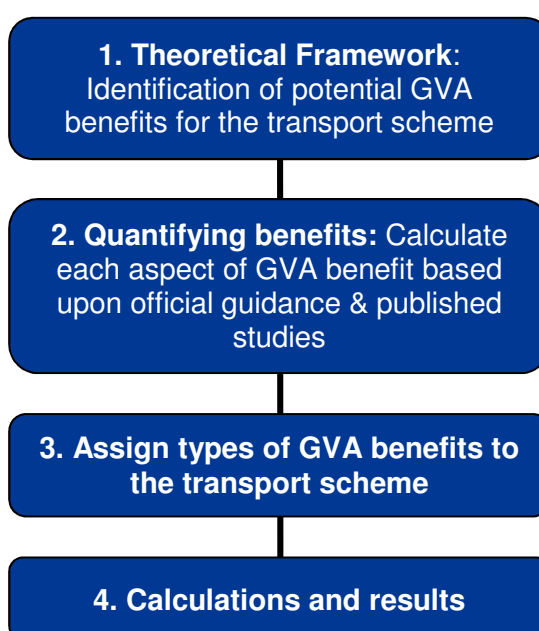 1. Theoretical Framework:
Identification of potential GVA
benefits for the transport scheme
2. Quantifying benefits: Calculate
each aspect of GVA benefit based
upon official guidance & published
studies
3. Assign types of GVA benefits to
the transport scheme
4. Calculations and results